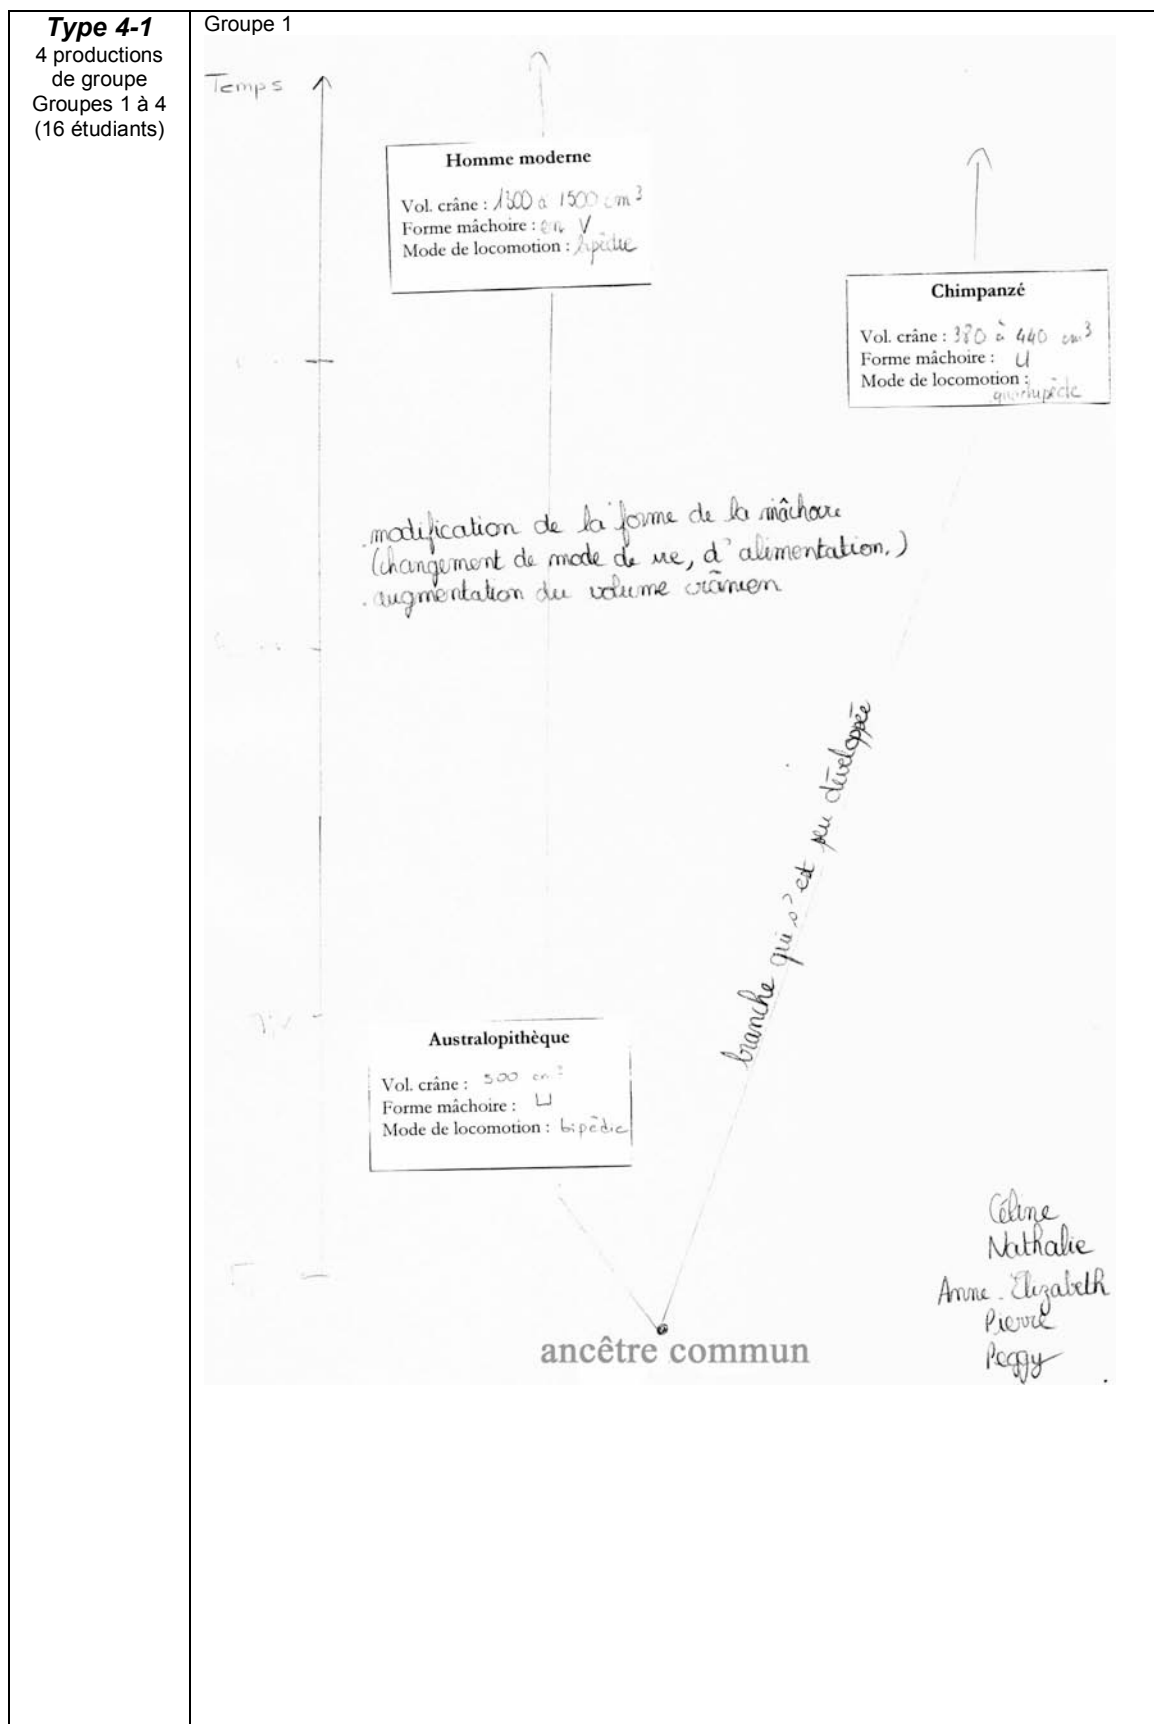 Type 4-1
4 productions
de groupe
Groupes 1 à 4
(16 étudiants)
Groupe 1
Temps
Homme moderne
Vol. crâne : 1300 à 1500 cm³
Forme mâchoire : en V
Mode de locomotion : bipédie
Chimpanzé
Vol. crâne : 380 à 440 cm³
Forme mâchoire : U
Mode de locomotion :
quadrupédie
. modification de la forme de la mâchoire
(changement de mode de vie, d'alimentation.)
. augmentation du volume crânien
branche qui s'est peu développée
Australopithèque
Vol. crâne : 500 cm³
Forme mâchoire : U
Mode de locomotion : bipédie
ancêtre commun
Céline
Nathalie
Anne-Elizabeth
Pierre
Peggy